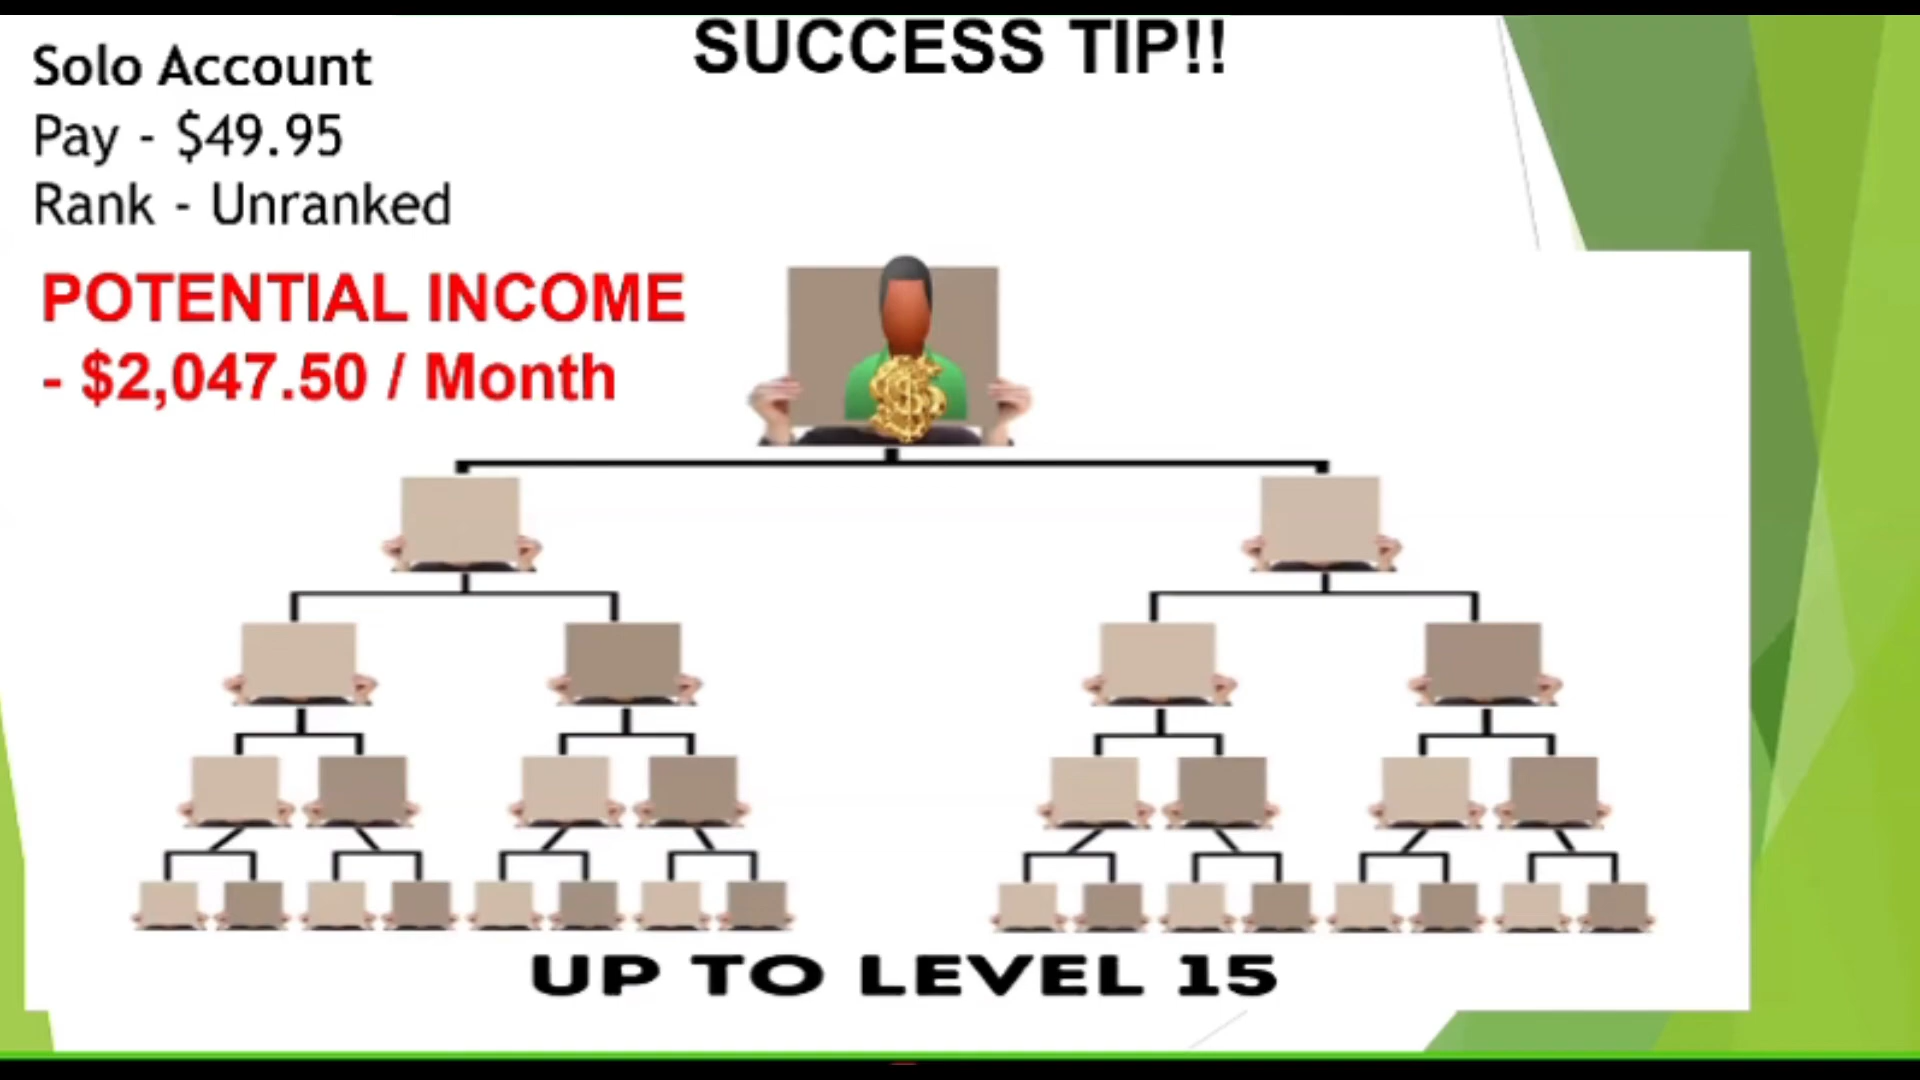 SUCCESS TIP!!
Solo Account
Pay - $49.95
Rank - Unranked
POTENTIAL INCOME
- $2,047.50 / Month
UP TO LEVEL 15